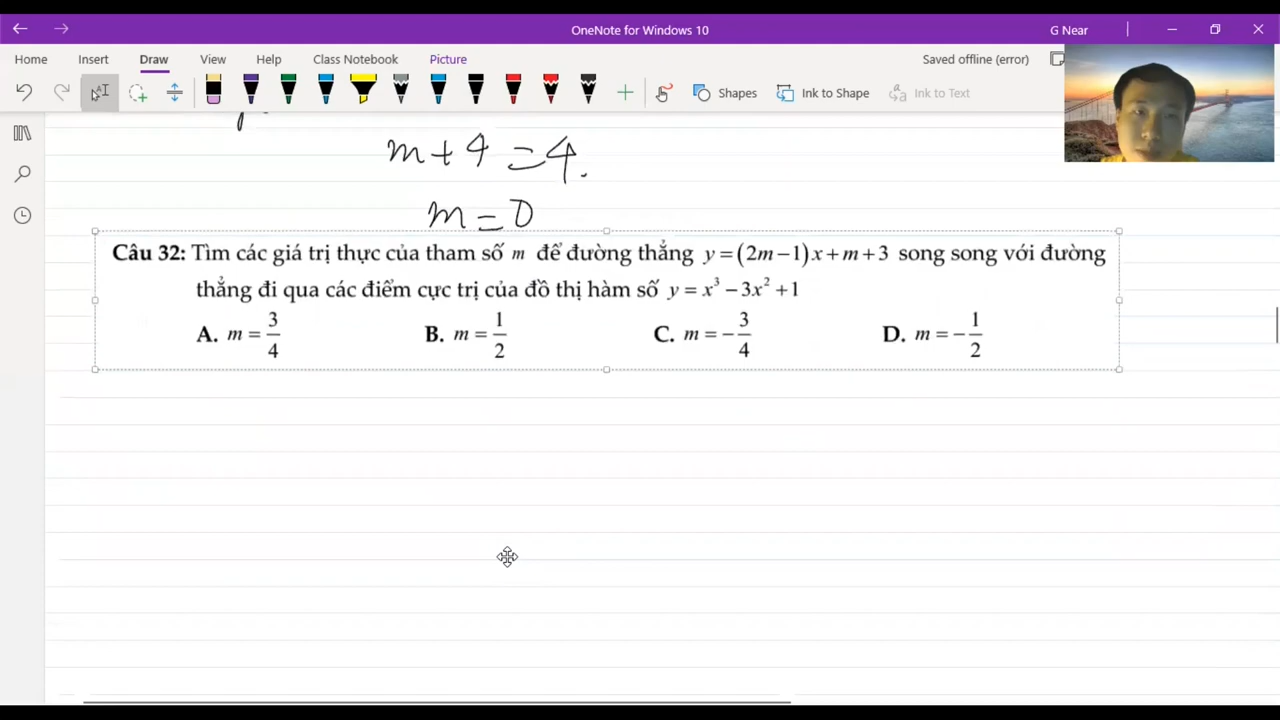 OneNote for Windows 10
G Near
Home Insert Draw View Help Class Notebook Picture
Saved offline (error)
Shapes Ink to Shape Ink to Text
m + 4 = 4.
m = 0
Câu 32: Tìm các giá trị thực của tham số m để đường thẳng y = (2m − 1)x + m + 3 song song với đường
thẳng đi qua các điểm cực trị của đồ thị hàm số y = x³ − 3x² + 1
A. m = 3/4 B. m = 1/2 C. m = −3/4 D. m = −1/2